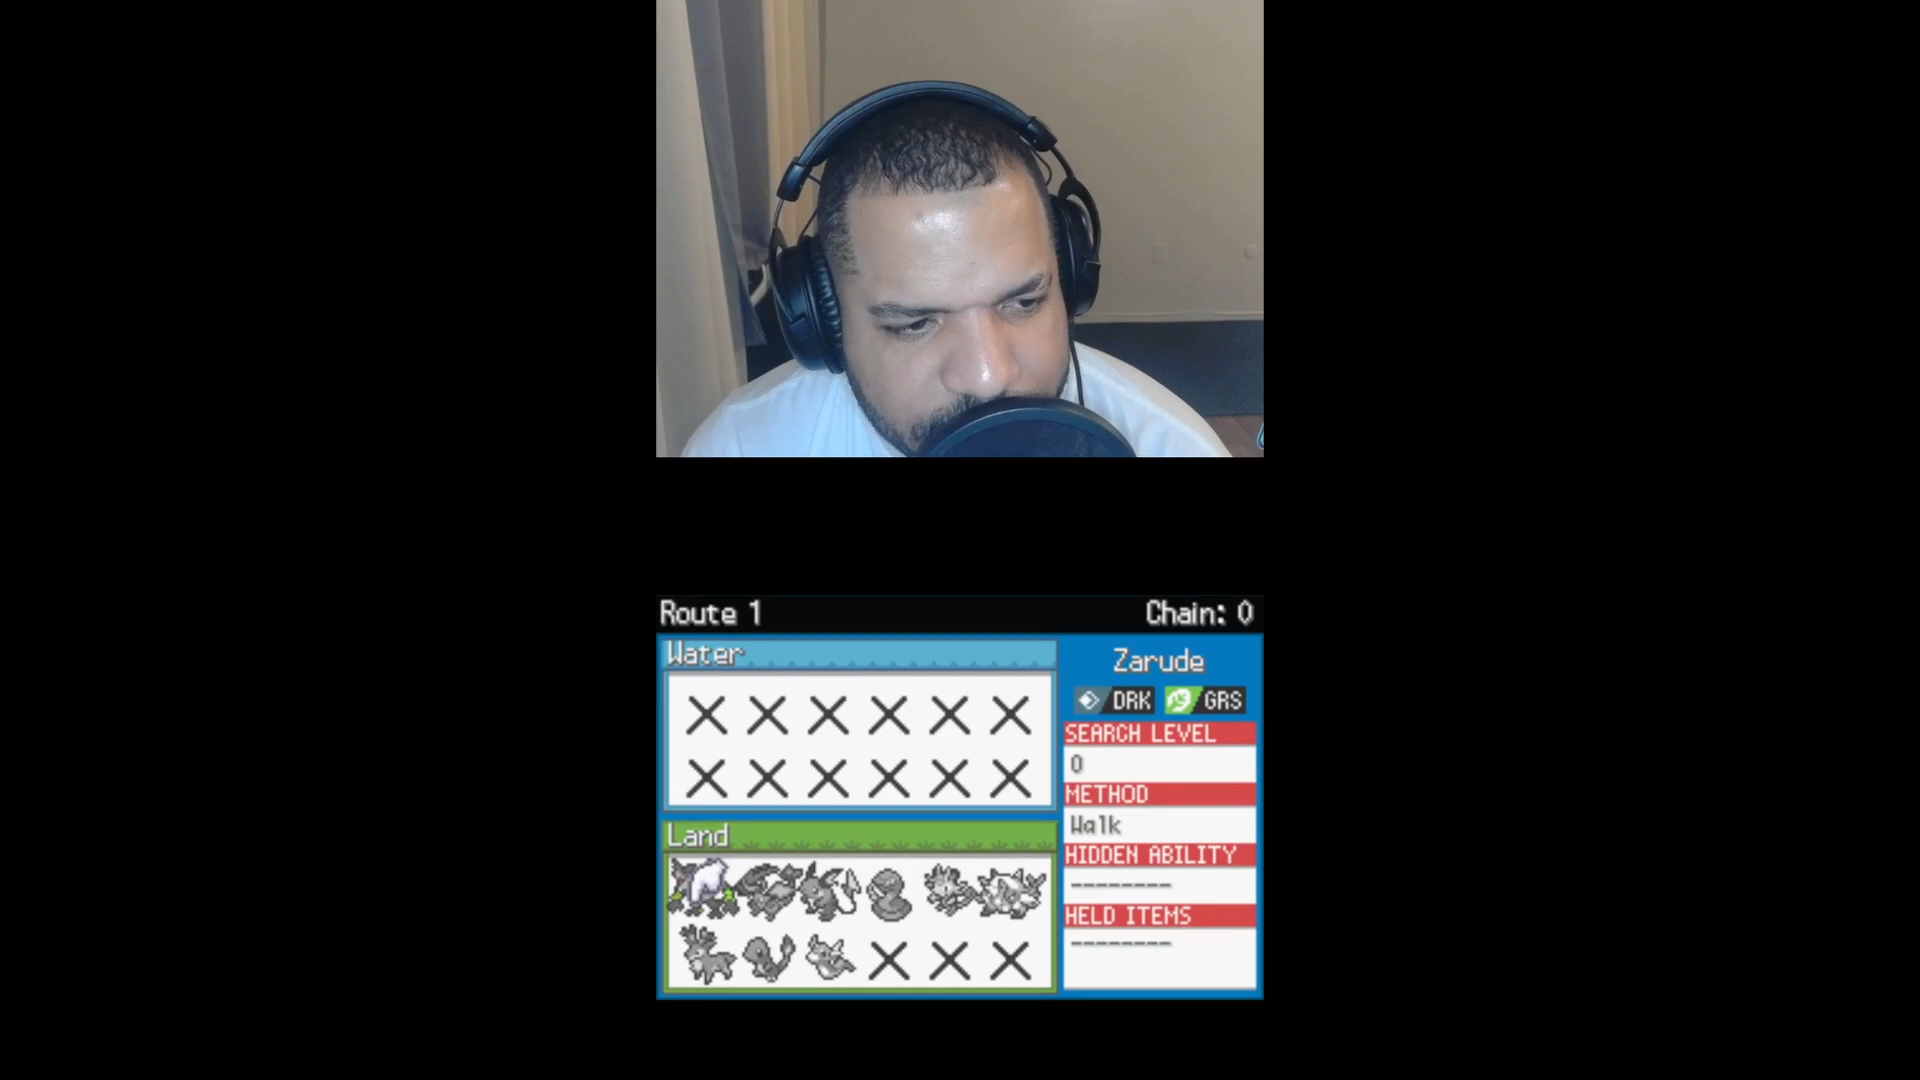 Route 1
Chain: 0
Water
Zarude
DRK GRS
SEARCH LEVEL
0
METHOD
Walk
Land
HIDDEN ABILITY
--------
HELD ITEMS
--------